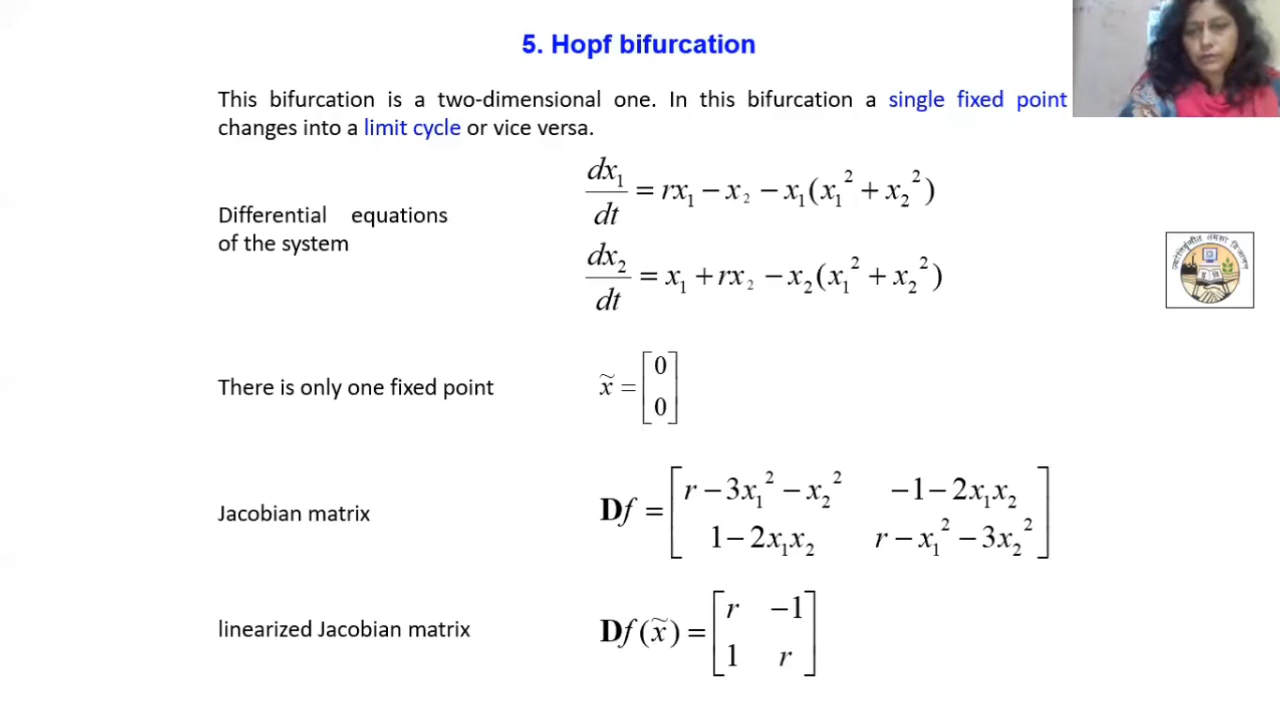 5. Hopf bifurcation
This bifurcation is a two-dimensional one. In this bifurcation a single fixed point
changes into a limit cycle or vice versa.
Differential equations
of the system
dx₁/dt = rx₁ − x₂ − x₁(x₁² + x₂²)
dx₂/dt = x₁ + rx₂ − x₂(x₁² + x₂²)
There is only one fixed point
x̃ = [0
0]
Jacobian matrix
Df = [r − 3x₁² − x₂² −1 − 2x₁x₂
1 − 2x₁x₂ r − x₁² − 3x₂²]
linearized Jacobian matrix
Df(x̃) = [r −1
1 r]